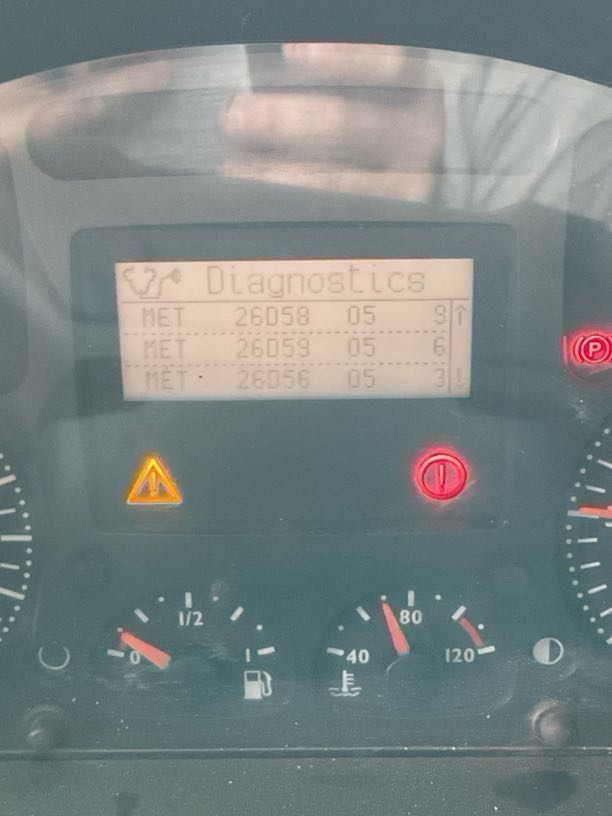 Diagnostics
MET 26D58 05 9
MET 26D59 05 6
MET 26D56 05 3
P
0 1/2 1
40 80 120